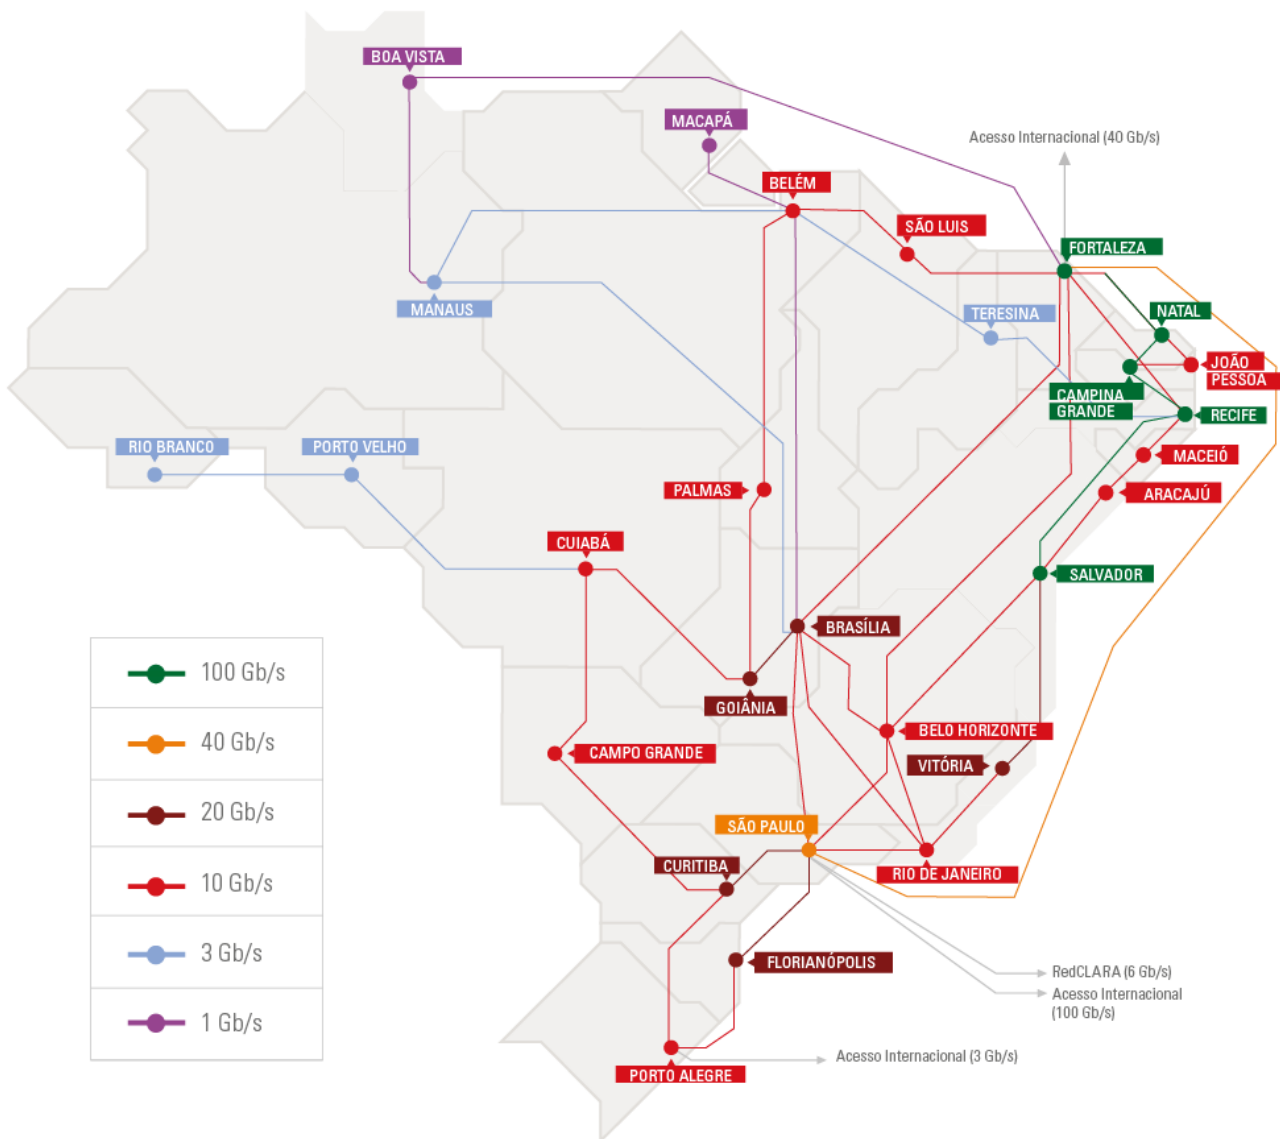 BOA VISTA
MACAPÁ
Acesso Internacional (40 Gb/s)
BELÉM
SÃO LUIS
FORTALEZA
MANAUS
TERESINA
NATAL
JOÃO
PESSOA
CAMPINA
GRANDE
RECIFE
RIO BRANCO
PORTO VELHO
MACEIÓ
PALMAS
ARACAJÚ
CUIABÁ
SALVADOR
BRASÍLIA
GOIÂNIA
BELO HORIZONTE
CAMPO GRANDE
VITÓRIA
SÃO PAULO
CURITIBA
RIO DE JANEIRO
FLORIANÓPOLIS
RedCLARA (6 Gb/s)
Acesso Internacional
(100 Gb/s)
Acesso Internacional (3 Gb/s)
PORTO ALEGRE
100 Gb/s
40 Gb/s
20 Gb/s
10 Gb/s
3 Gb/s
1 Gb/s